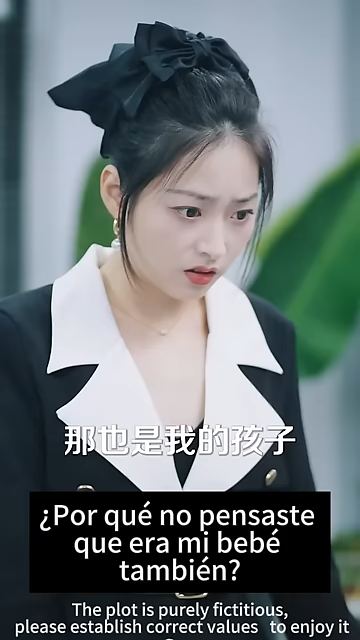 那也是我的孩子
¿Por qué no pensaste
que era mi bebé
también?
The plot is purely fictitious,
please establish correct values to enjoy it